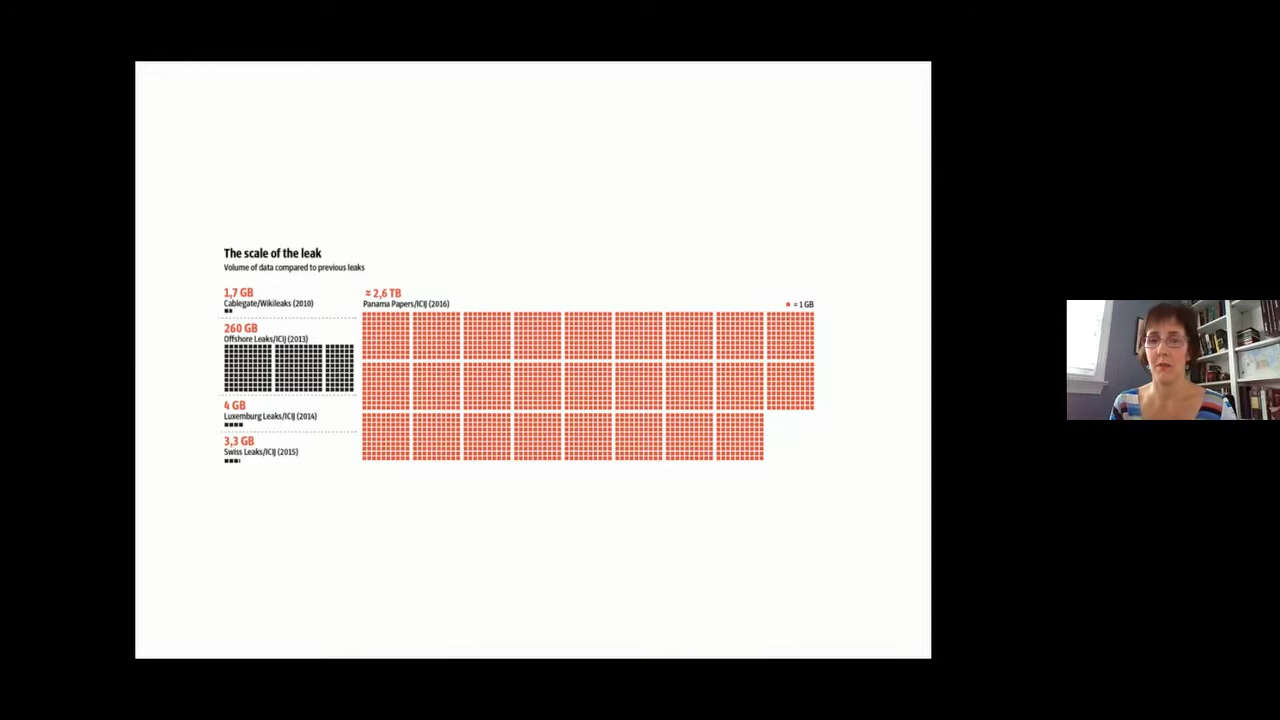 The scale of the leak
Volume of data compared to previous leaks
1,7 GB
Cablegate/Wikileaks (2010)
260 GB
Offshore Leaks/ICIJ (2013)
4 GB
Luxemburg Leaks/ICIJ (2014)
3,3 GB
Swiss Leaks/ICIJ (2015)
≈ 2,6 TB
Panama Papers/ICIJ (2016)
= 1 GB